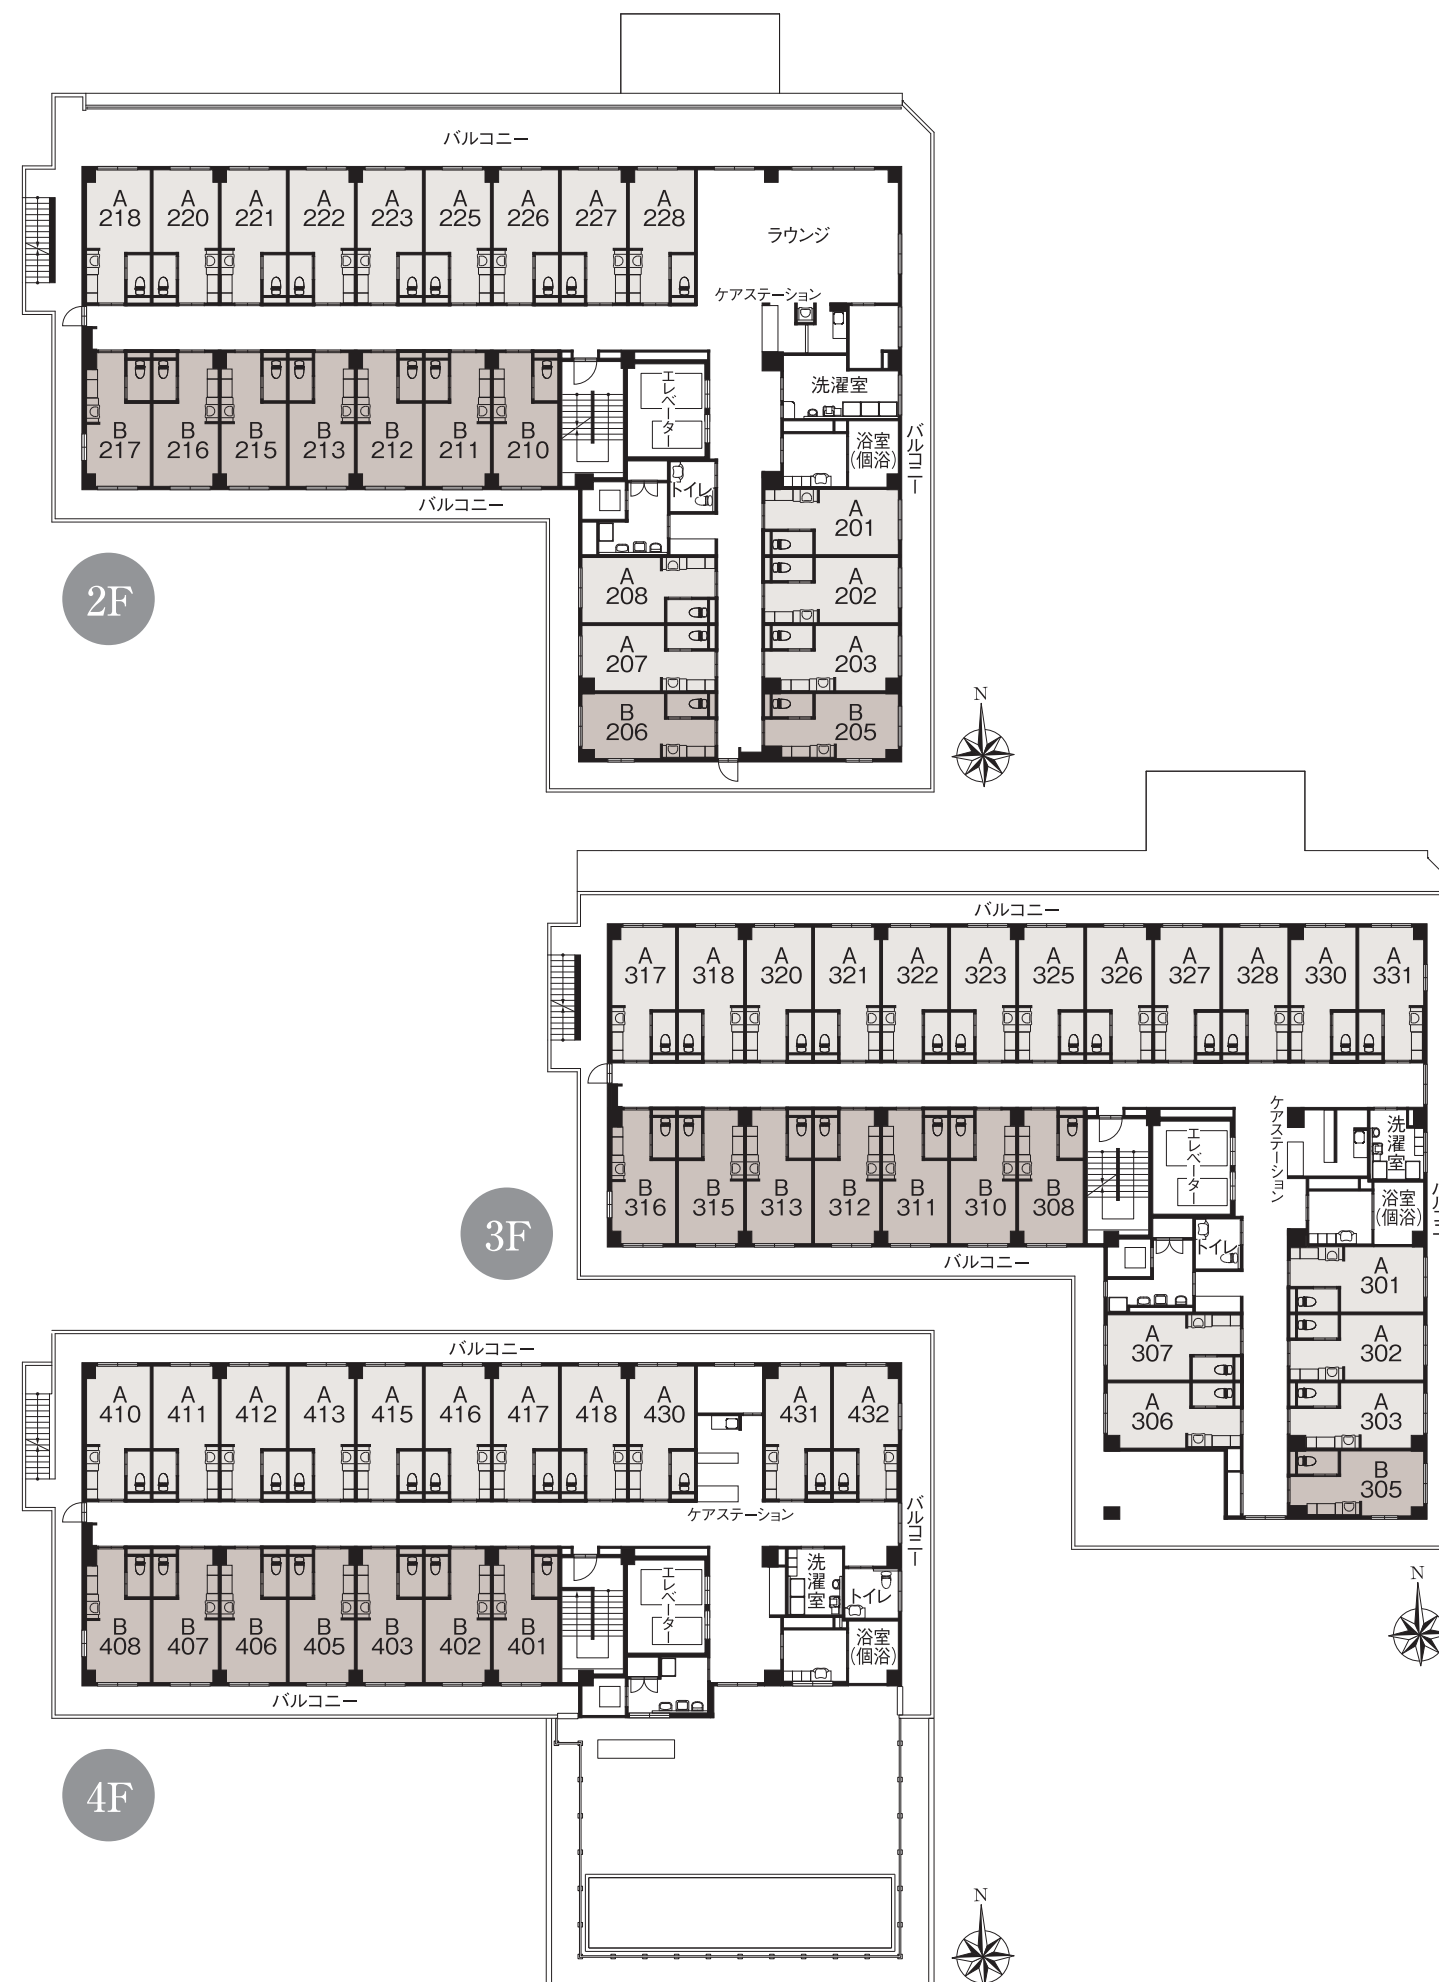 バルコニー
A
218
A
220
A
221
A
222
A
223
A
225
A
226
A
227
A
228
ラウンジ
ケアステーション
B
217
B
216
B
215
B
213
B
212
B
211
B
210
エレベーター
洗濯室
浴室
(個浴)
バルコニー
トイレ
バルコニー
A
201
A
208
A
202
A
207
A
203
B
206
B
205
2F
N
バルコニー
A
317
A
318
A
320
A
321
A
322
A
323
A
325
A
326
A
327
A
328
A
330
A
331
ケアステーション
B
316
B
315
B
313
B
312
B
311
B
310
B
308
エレベーター
洗濯室
浴室
(個浴)
トイレ
バルコニー
A
301
A
307
A
302
A
306
A
303
B
305
3F
N
バルコニー
A
410
A
411
A
412
A
413
A
415
A
416
A
417
A
418
A
430
A
431
A
432
ケアステーション
バルコニー
B
408
B
407
B
406
B
405
B
403
B
402
B
401
エレベーター
洗濯室
トイレ
浴室
(個浴)
バルコニー
4F
N